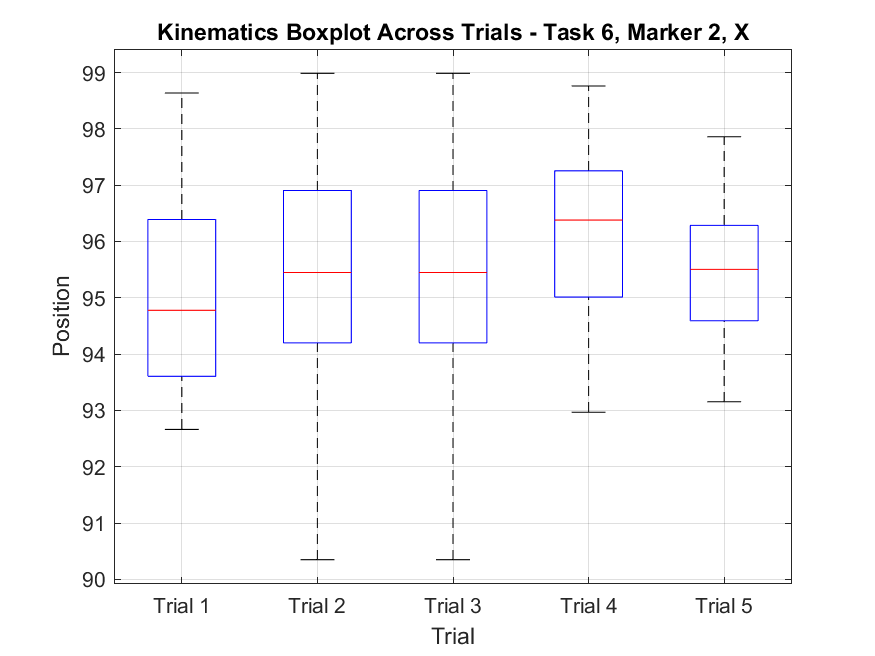 Kinematics Boxplot Across Trials - Task 6, Marker 2, X
99
98
97
96
95
94
93
92
91
90
Position
Trial 1 Trial 2 Trial 3 Trial 4 Trial 5
Trial